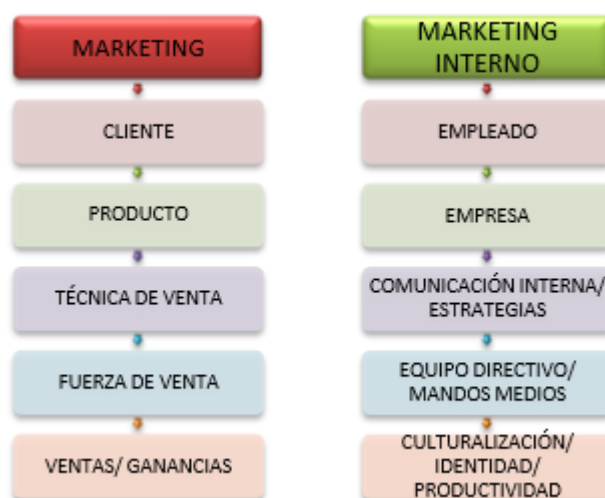 MARKETING
CLIENTE
PRODUCTO
TÉCNICA DE VENTA
FUERZA DE VENTA
VENTAS/ GANANCIAS
MARKETING
INTERNO
EMPLEADO
EMPRESA
COMUNICACIÓN INTERNA/
ESTRATEGIAS
EQUIPO DIRECTIVO/
MANDOS MEDIOS
CULTURALIZACIÓN/
IDENTIDAD/
PRODUCTIVIDAD